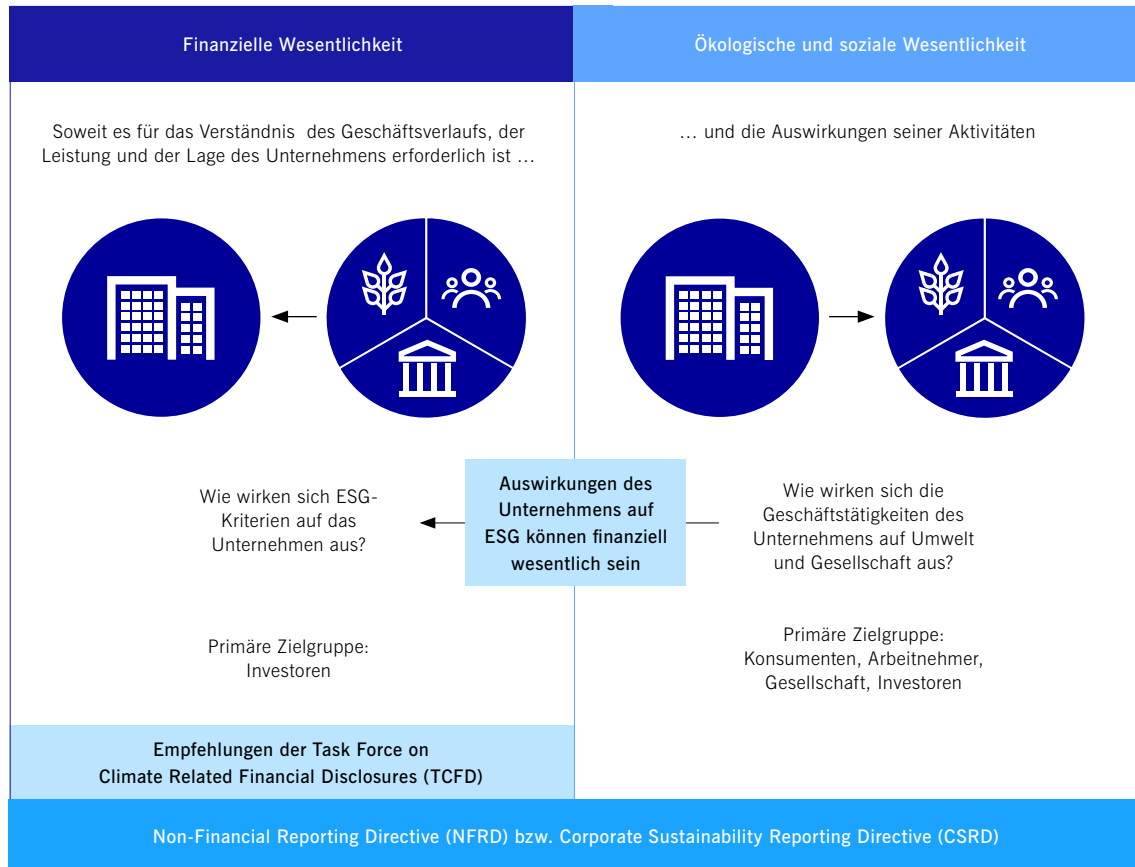 Finanzielle Wesentlichkeit
Ökologische und soziale Wesentlichkeit
Soweit es für das Verständnis des Geschäftsverlaufs, der
Leistung und der Lage des Unternehmens erforderlich ist …
… und die Auswirkungen seiner Aktivitäten
Wie wirken sich ESG-
Kriterien auf das
Unternehmen aus?
Auswirkungen des
Unternehmens auf
ESG können finanziell
wesentlich sein
Wie wirken sich die
Geschäftstätigkeiten des
Unternehmens auf Umwelt
und Gesellschaft aus?
Primäre Zielgruppe:
Investoren
Primäre Zielgruppe:
Konsumenten, Arbeitnehmer,
Gesellschaft, Investoren
Empfehlungen der Task Force on
Climate Related Financial Disclosures (TCFD)
Non-Financial Reporting Directive (NFRD) bzw. Corporate Sustainability Reporting Directive (CSRD)